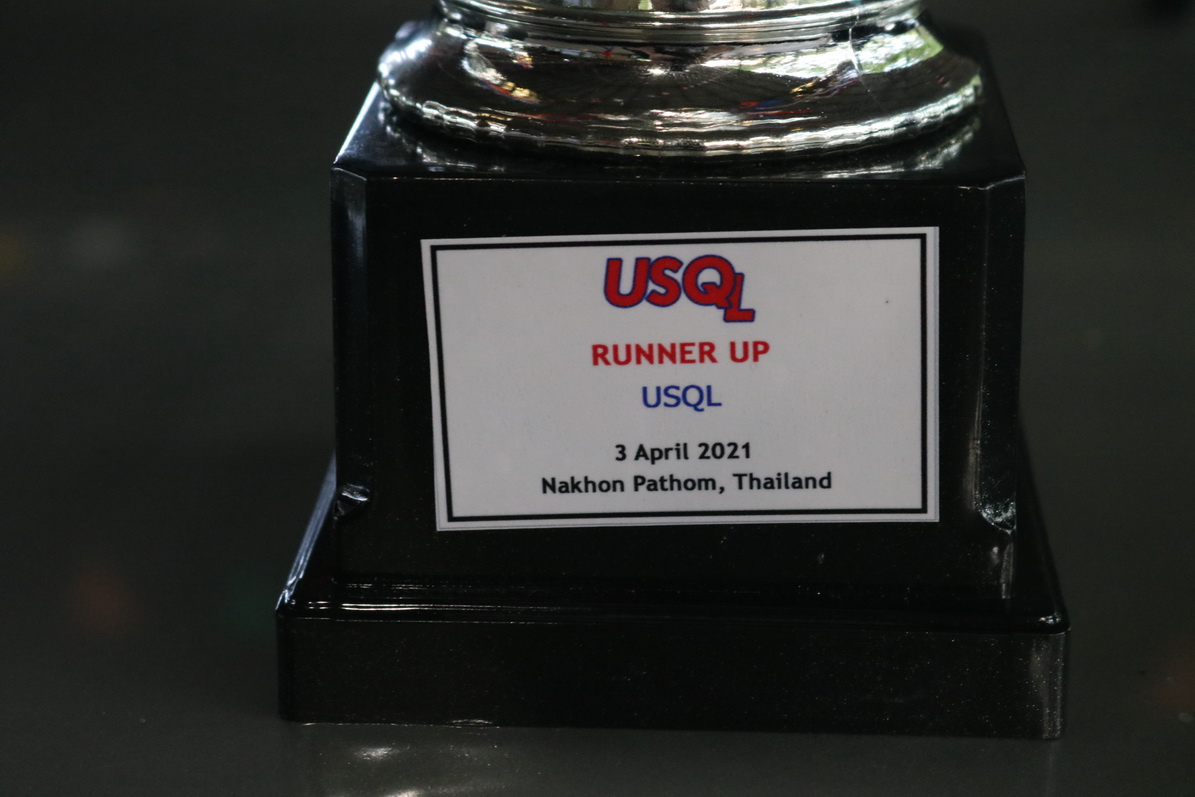 USQL
RUNNER UP
USQL
3 April 2021
Nakhon Pathom, Thailand